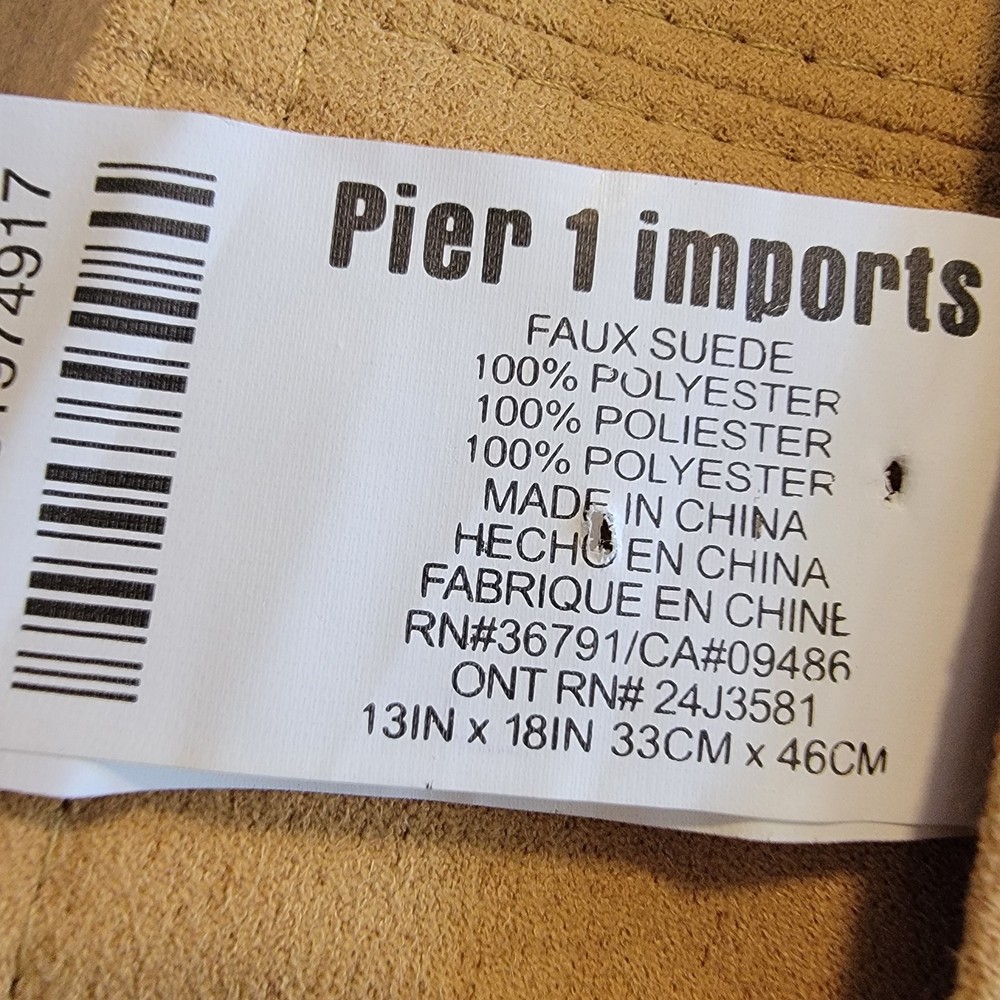 Pier 1 imports
FAUX SUEDE
100% POLYESTER
100% POLIESTER
100% POLYESTER
MADE IN CHINA
HECHO EN CHINA
FABRIQUE EN CHINE
RN#36791/CA#09486
ONT RN# 24J3581
13IN x 18IN 33CM x 46CM